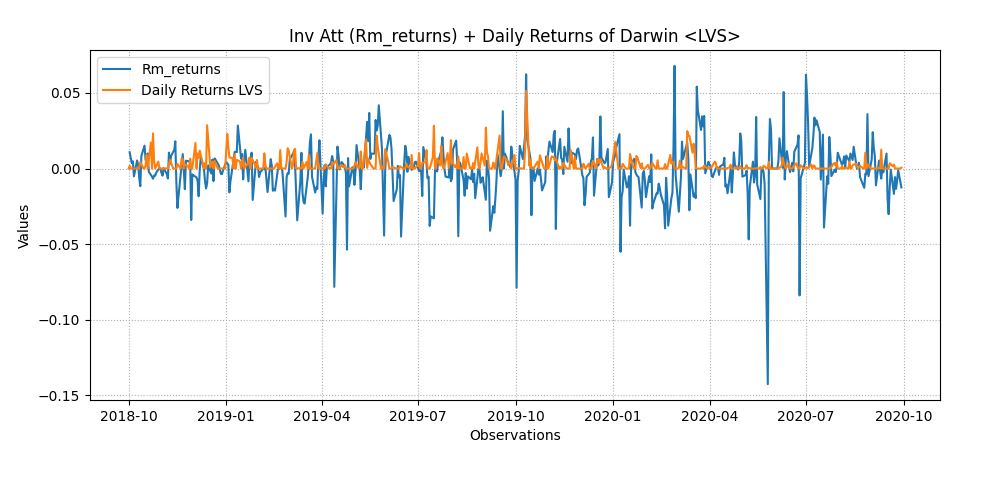 Inv Att (Rm_returns) + Daily Returns of Darwin <LVS>
Rm_returns
Daily Returns LVS
Values
0.05
0.00
−0.05
−0.10
−0.15
2018-10 2019-01 2019-04 2019-07 2019-10 2020-01 2020-04 2020-07 2020-10
Observations